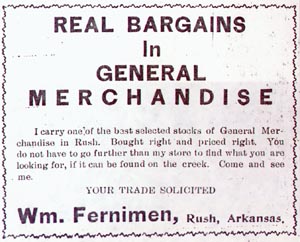 REAL BARGAINS
In
GENERAL
MERCHANDISE
I carry one of the best selected stocks of General Mer-
chandise in Rush. Bought right and priced right. You
do not have to go further than my store to find what you are
looking for, if it can be found on the creek. Come and see
me.
YOUR TRADE SOLICITED
Wm. Fernimen, Rush, Arkansas.